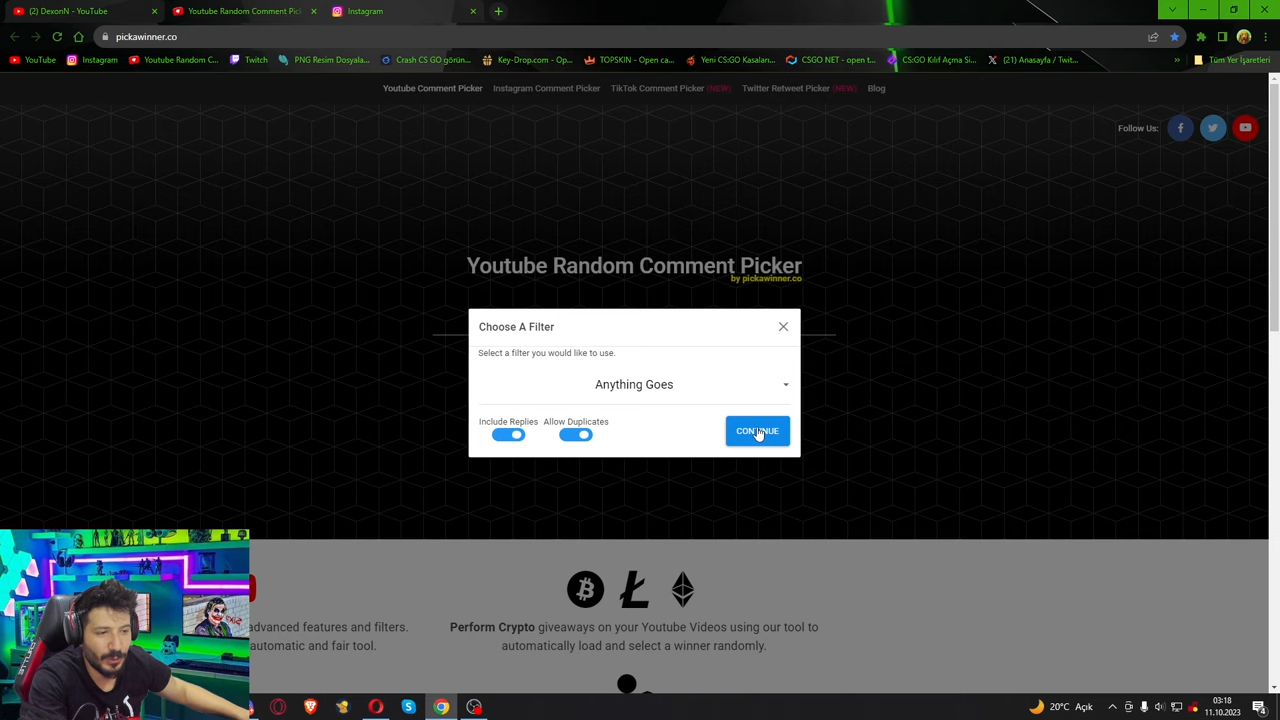 (2) DexonN - YouTube
Youtube Random Comment Pick
Instagram
pickawinner.co
YouTube
Instagram
Youtube Random C...
Twitch
PNG Resim Dosyala...
Crash CS GO görün...
Key-Drop.com - Op...
TOPSKIN - Open ca...
Yeni CS:GO Kasaları...
CSGO NET - open t...
CS:GO Kılıf Açma Si...
(21) Anasayfa / Twit...
»
Tüm Yer İşaretleri
Youtube Comment Picker
Instagram Comment Picker
TikTok Comment Picker (NEW)
Twitter Retweet Picker (NEW)
Blog
Follow Us:
Youtube Random Comment Picker
by pickawinner.co
Choose A Filter
Select a filter you would like to use.
Anything Goes
Include Replies
Allow Duplicates
CONTINUE
advanced features and filters.
automatic and fair tool.
Perform Crypto giveaways on your Youtube Videos using our tool to
automatically load and select a winner randomly.
20°C Açık
03:18
11.10.2023